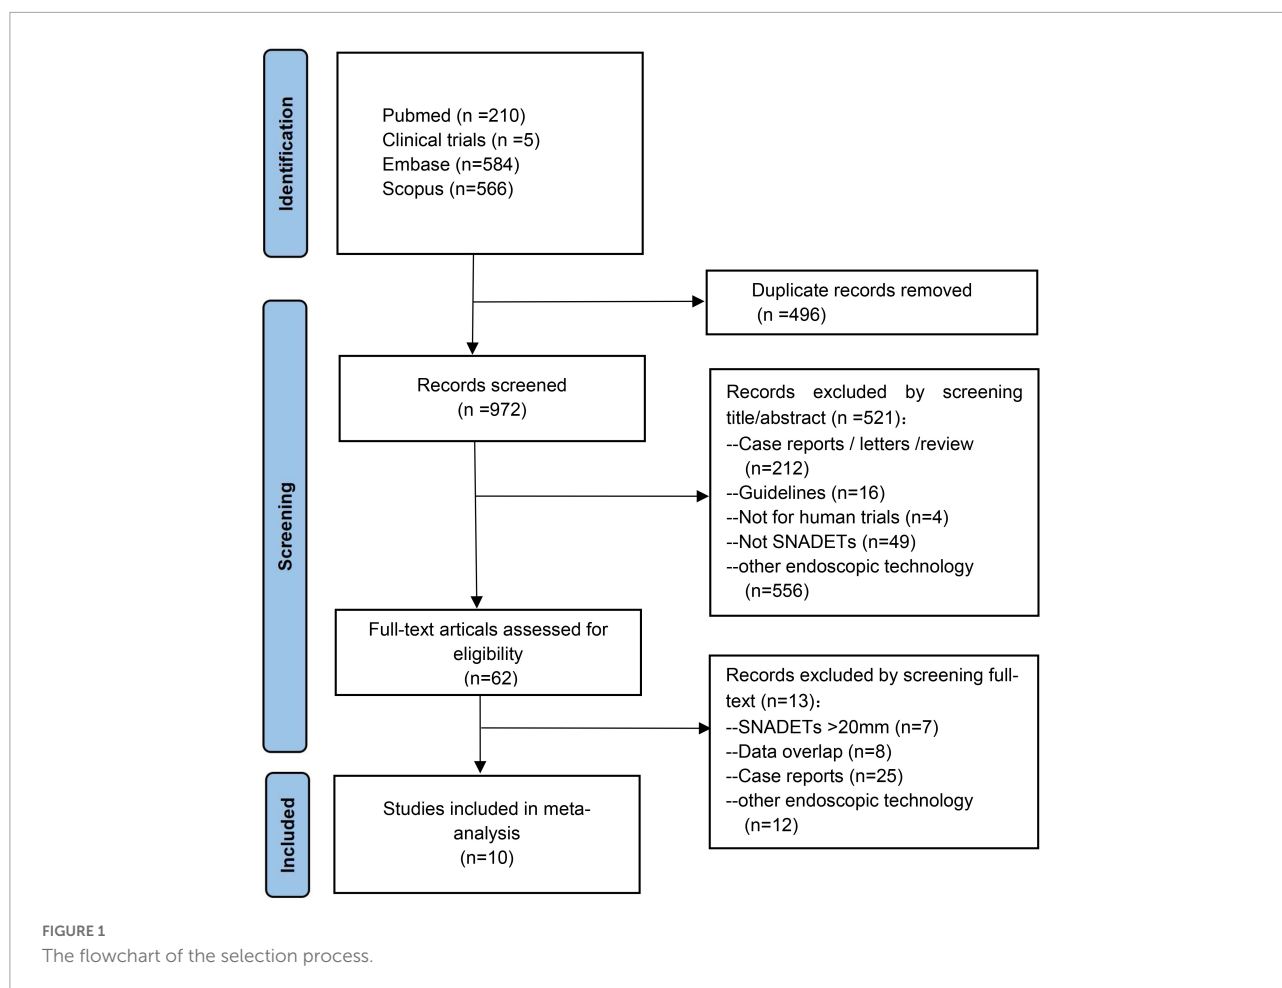 Identification
Pubmed (n =210)
Clinical trials (n =5)
Embase (n=584)
Scopus (n=566)
Duplicate records removed
(n =496)
Screening
Records screened
(n =972)
Records excluded by screening
title/abstract (n =521)：
--Case reports / letters /review
(n=212)
--Guidelines (n=16)
--Not for human trials (n=4)
--Not SNADETs (n=49)
--other endoscopic technology
(n=556)
Full-text articals assessed for
eligibility
(n=62)
Records excluded by screening full-
text (n=13)：
--SNADETs >20mm (n=7)
--Data overlap (n=8)
--Case reports (n=25)
--other endoscopic technology
(n=12)
Included
Studies included in meta-
analysis
(n=10)
FIGURE 1
The flowchart of the selection process.